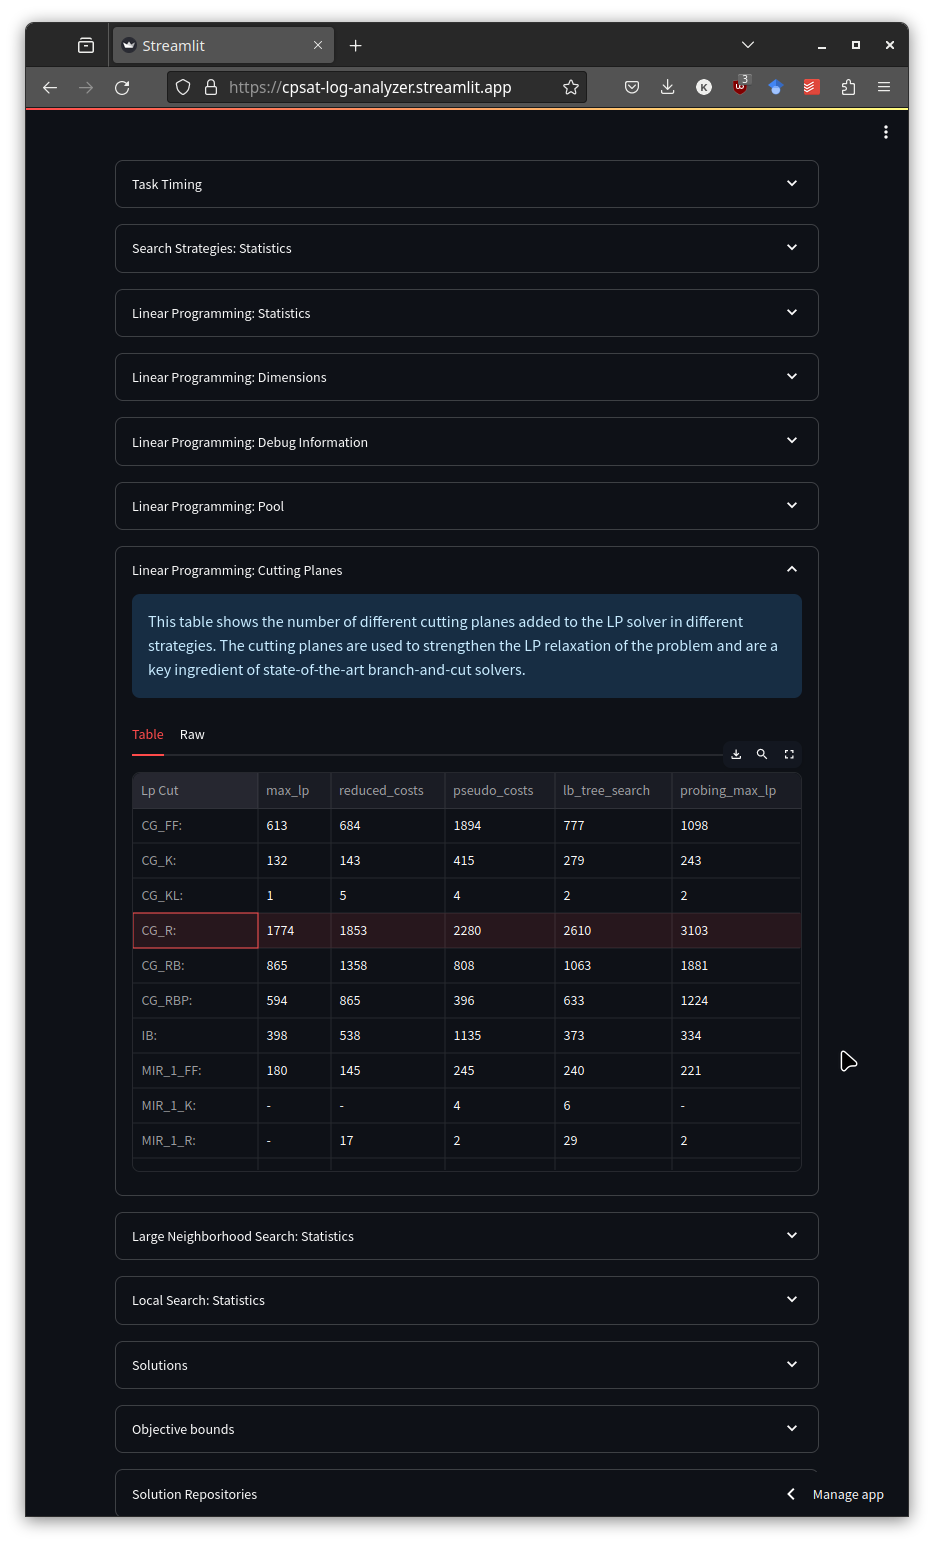 Streamlit
https://cpsat-log-analyzer.streamlit.app
K
3
Task Timing
Search Strategies: Statistics
Linear Programming: Statistics
Linear Programming: Dimensions
Linear Programming: Debug Information
Linear Programming: Pool
Linear Programming: Cutting Planes
This table shows the number of different cutting planes added to the LP solver in different
strategies. The cutting planes are used to strengthen the LP relaxation of the problem and are a
key ingredient of state-of-the-art branch-and-cut solvers.
Table Raw
Lp Cut max_lp reduced_costs pseudo_costs lb_tree_search probing_max_lp
CG_FF: 613 684 1894 777 1098
CG_K: 132 143 415 279 243
CG_KL: 1 5 4 2 2
CG_R: 1774 1853 2280 2610 3103
CG_RB: 865 1358 808 1063 1881
CG_RBP: 594 865 396 633 1224
IB: 398 538 1135 373 334
MIR_1_FF: 180 145 245 240 221
MIR_1_K: - - 4 6 -
MIR_1_R: - 17 2 29 2
Large Neighborhood Search: Statistics
Local Search: Statistics
Solutions
Objective bounds
Solution Repositories
Manage app